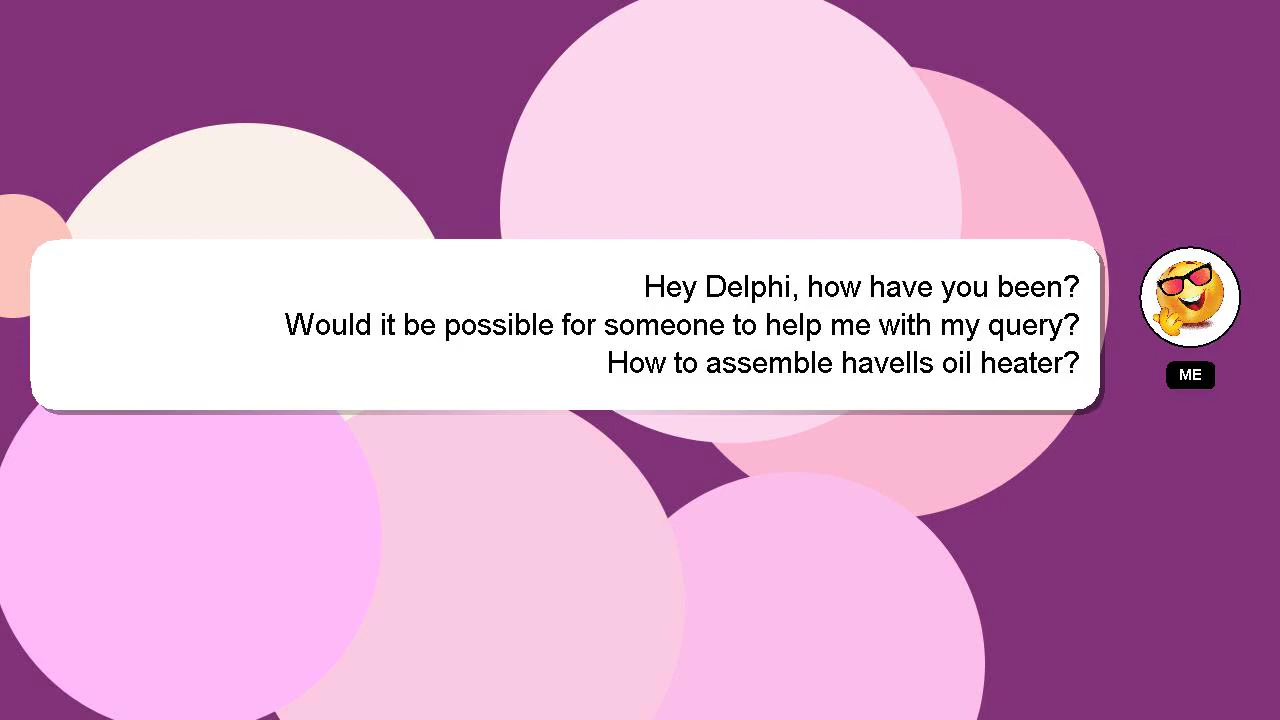 Hey Delphi, how have you been?
Would it be possible for someone to help me with my query?
How to assemble havells oil heater?
ME